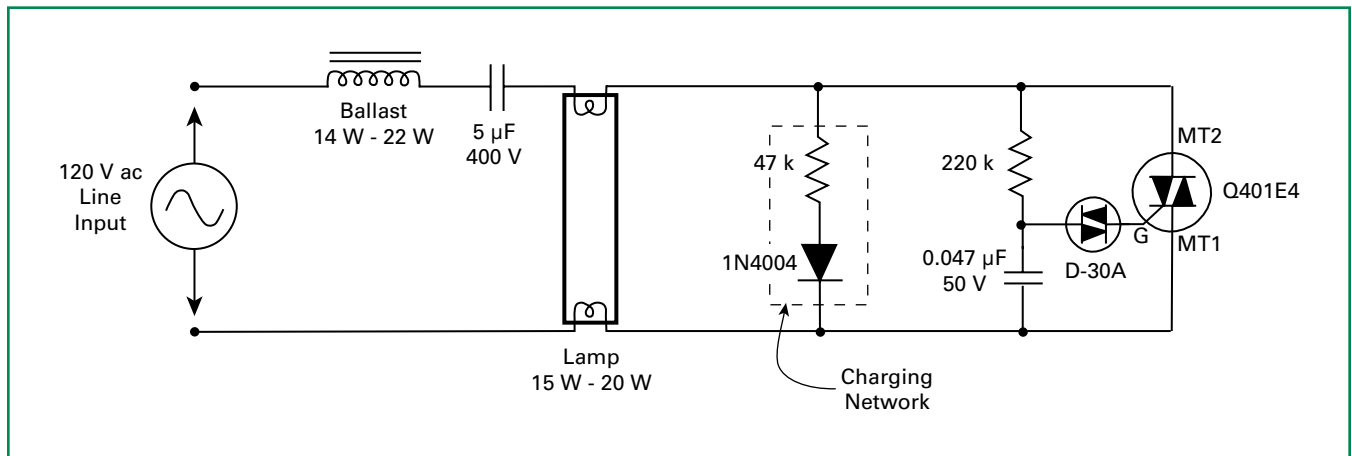 120 V ac
Line
Input
Ballast
14 W - 22 W
5 µF
400 V
Lamp
15 W - 20 W
47 k
1N4004
Charging
Network
220 k
0.047 µF
50 V
D-30A
G
MT2
Q401E4
MT1